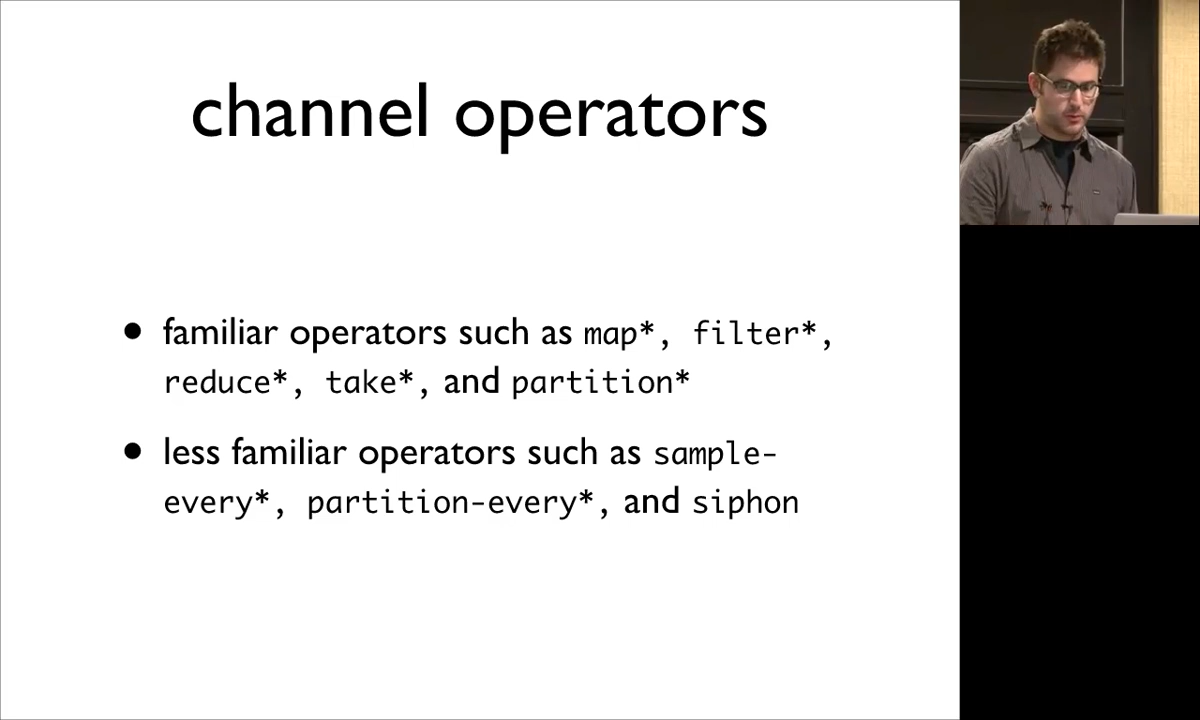 channel operators
• familiar operators such as map*, filter*,
reduce*, take*, and partition*
• less familiar operators such as sample-
every*, partition-every*, and siphon